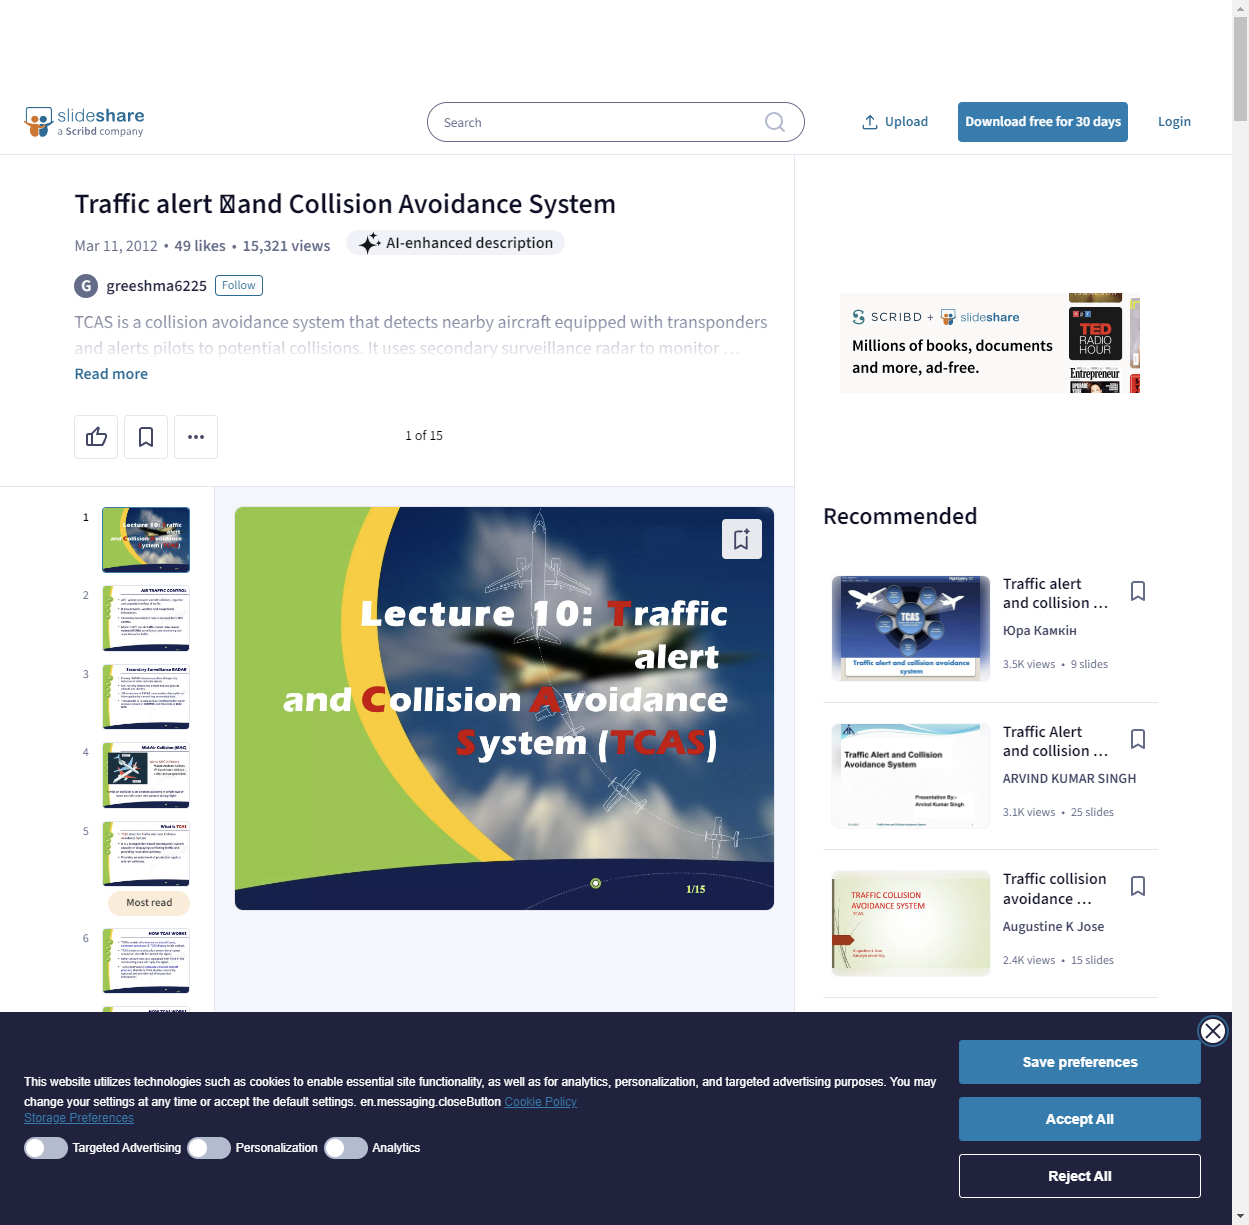 slideshare
a Scribd company
Search
Upload
Download free for 30 days
Login
Traffic alert and Collision Avoidance System
Mar 11, 2012 • 49 likes • 15,321 views
AI-enhanced description
G
greeshma6225
Follow
TCAS is a collision avoidance system that detects nearby aircraft equipped with transponders
and alerts pilots to potential collisions. It uses secondary surveillance radar to monitor …
Read more
1 of 15
1
2
AIR TRAFFIC CONTROL
3
Secondary Surveillance RADAR
4
Mid-Air Collision (MAC)
5
What is TCAS
Most read
6
HOW TCAS WORKS
HOW TCAS WORKS
Lecture 10: Traffic
alert
and Collision Avoidance
System (TCAS)
1/15
SCRIBD + slideshare
Millions of books, documents
and more, ad-free.
TED
RADIO
HOUR
Entrepreneur
Recommended
TCAS
Traffic alert and collision avoidance
system
Traffic alert
and collision …
Юра Камкін
3.5K views • 9 slides
Traffic Alert and Collision
Avoidance System
Presentation By:-
Arvind Kumar Singh
Traffic Alert
and collision …
ARVIND KUMAR SINGH
3.1K views • 25 slides
TRAFFIC COLLISION
AVOIDANCE SYSTEM
TCAS
Augustine K Jose
Traffic collision
avoidance …
Augustine K Jose
2.4K views • 15 slides
This website utilizes technologies such as cookies to enable essential site functionality, as well as for analytics, personalization, and targeted advertising purposes. You may
change your settings at any time or accept the default settings. en.messaging.closeButton Cookie Policy
Storage Preferences
Targeted Advertising
Personalization
Analytics
Save preferences
Accept All
Reject All